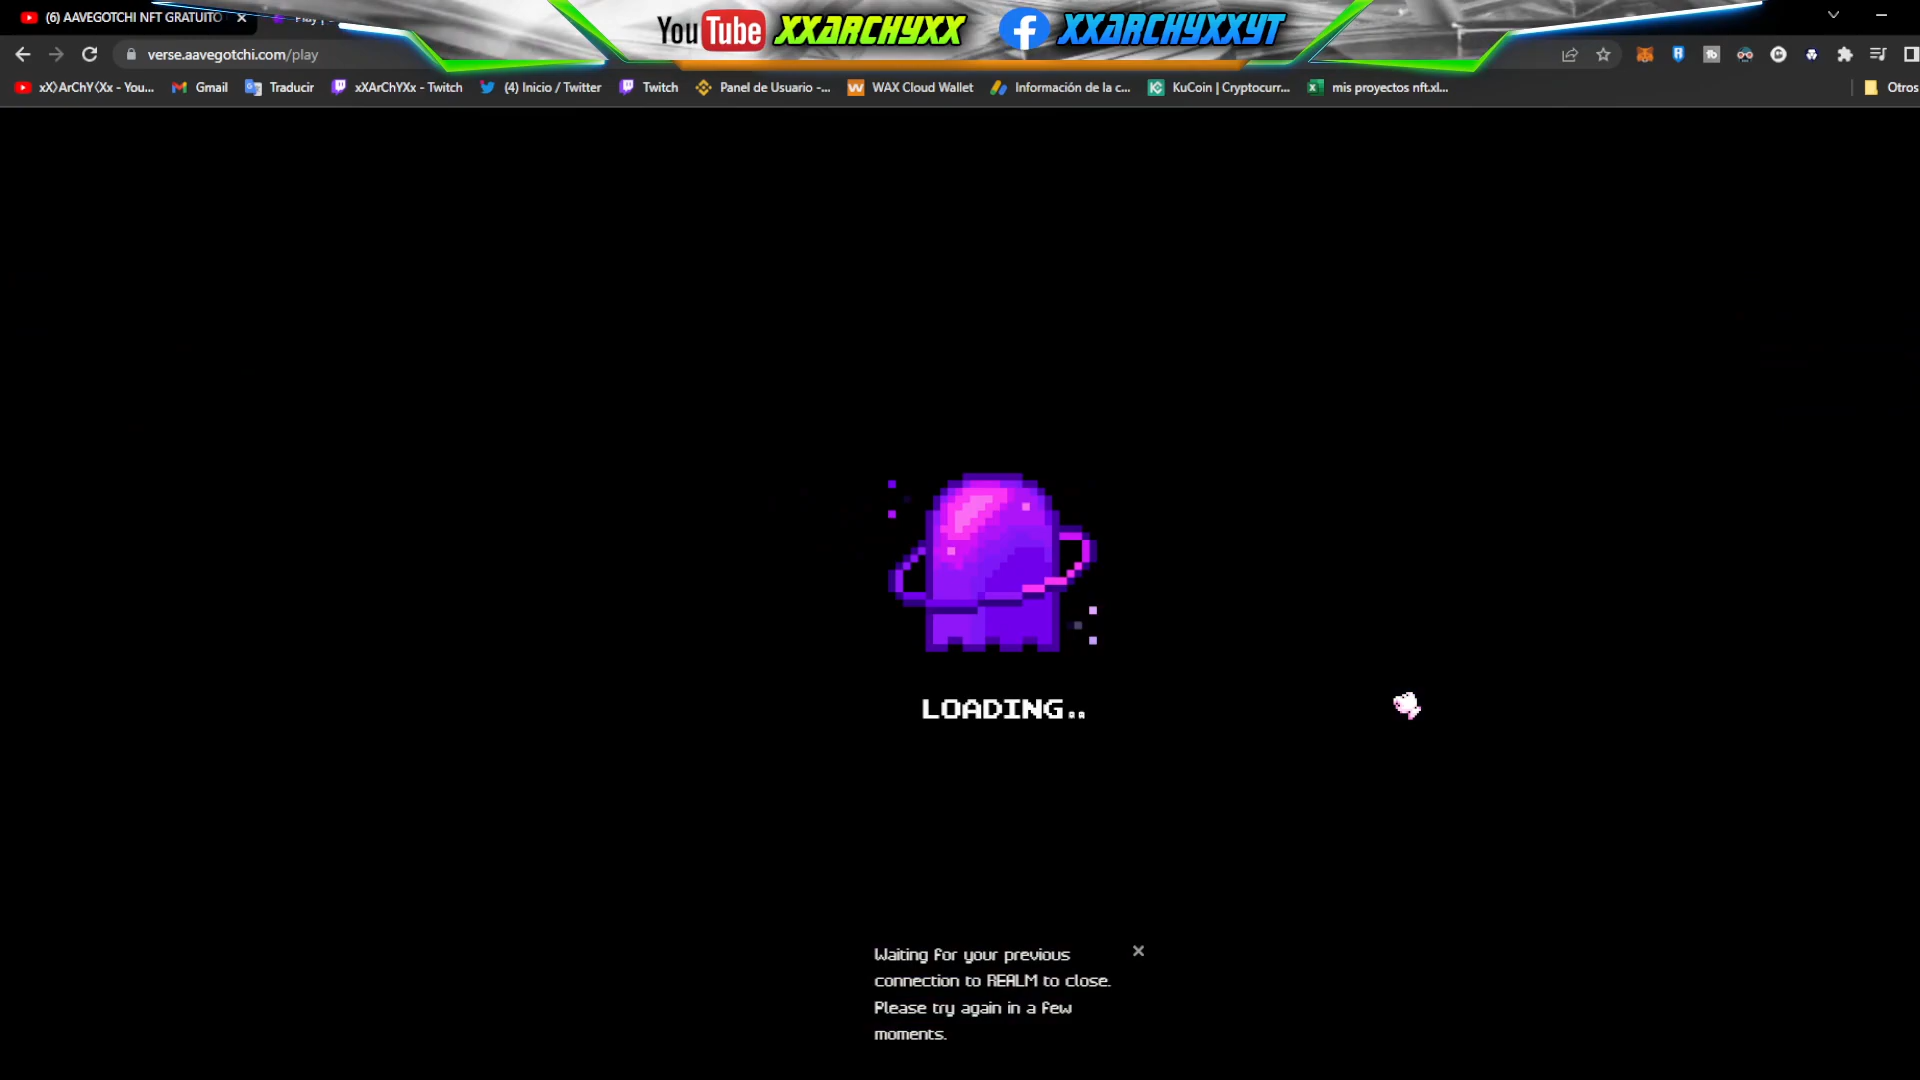 (6) AAVEGOTCHI NFT GRATUITO
Play |
YouTube xxArchyxx
xxArchyxxYT
verse.aavegotchi.com/play
xX)ArChY(Xx - You...
Gmail
Traducir
xXArChYXx - Twitch
(4) Inicio / Twitter
Twitch
Panel de Usuario -...
WAX Cloud Wallet
Información de la c...
KuCoin | Cryptocurr...
mis proyectos nft.xl...
Otros
LOADING..
Waiting for your previous
connection to REALM to close.
Please try again in a few
moments.